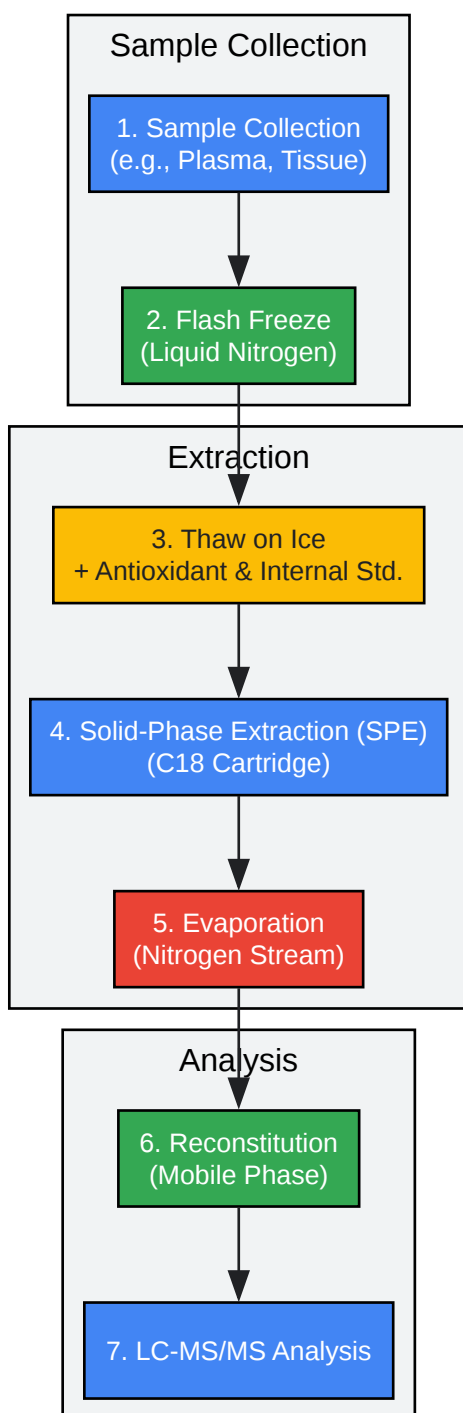 Sample Collection
1. Sample Collection
(e.g., Plasma, Tissue)
2. Flash Freeze
(Liquid Nitrogen)
Extraction
3. Thaw on Ice
+ Antioxidant & Internal Std.
4. Solid-Phase Extraction (SPE)
(C18 Cartridge)
5. Evaporation
(Nitrogen Stream)
Analysis
6. Reconstitution
(Mobile Phase)
7. LC-MS/MS Analysis